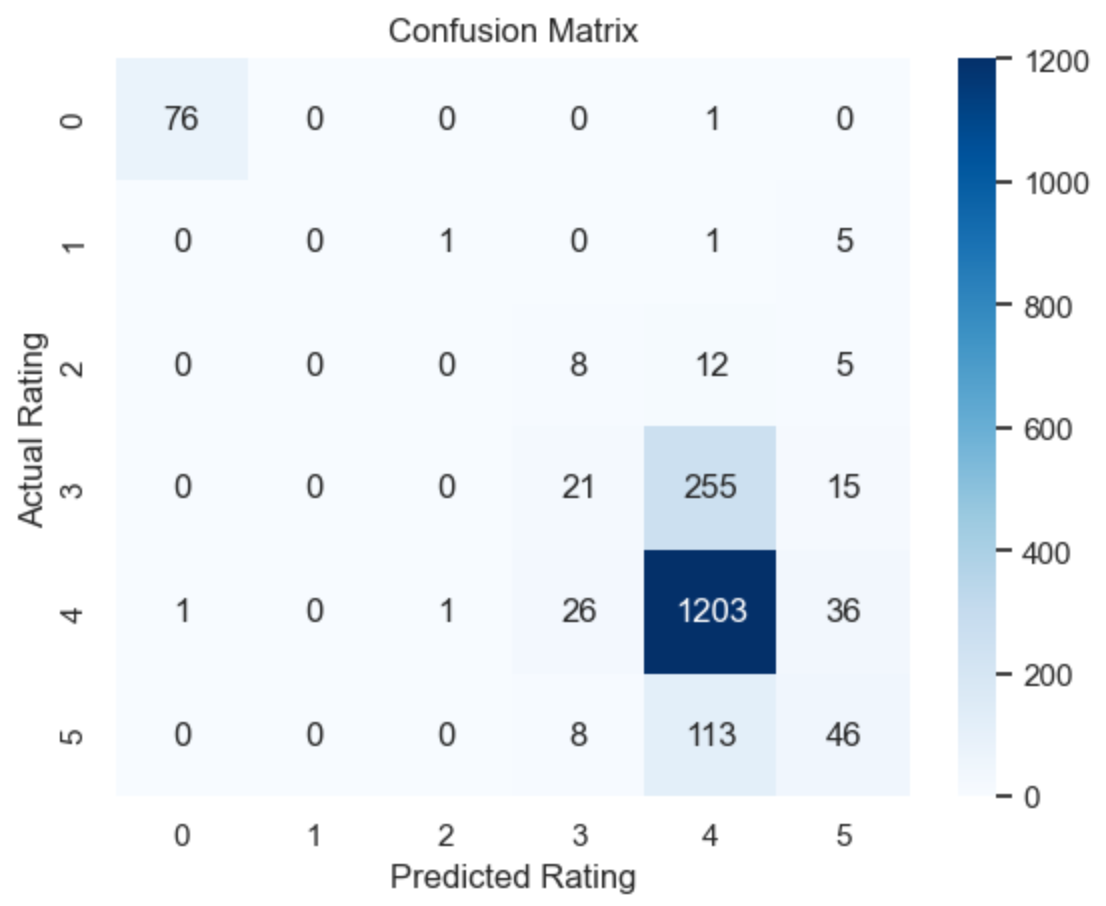 Confusion Matrix
Actual Rating
0 76 0 0 0 1 0
1 0 0 1 0 1 5
2 0 0 0 8 12 5
3 0 0 0 21 255 15
4 1 0 1 26 1203 36
5 0 0 0 8 113 46
0 1 2 3 4 5
Predicted Rating
1200
1000
800
600
400
200
0